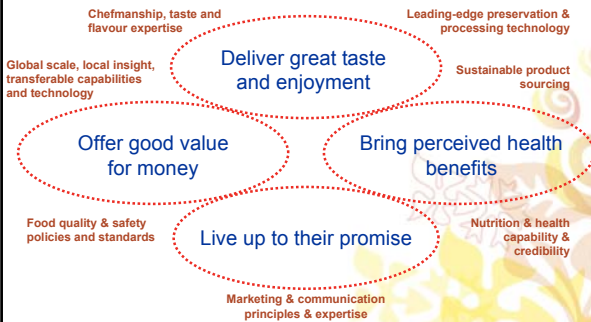 Chefmanship, taste and
flavour expertise
Leading-edge preservation &
processing technology
Deliver great taste
and enjoyment
Global scale, local insight,
transferable capabilities
and technology
Sustainable product
sourcing
Offer good value
for money
Bring perceived health
benefits
Food quality & safety
policies and standards
Live up to their promise
Nutrition & health
capability &
credibility
Marketing & communication
principles & expertise